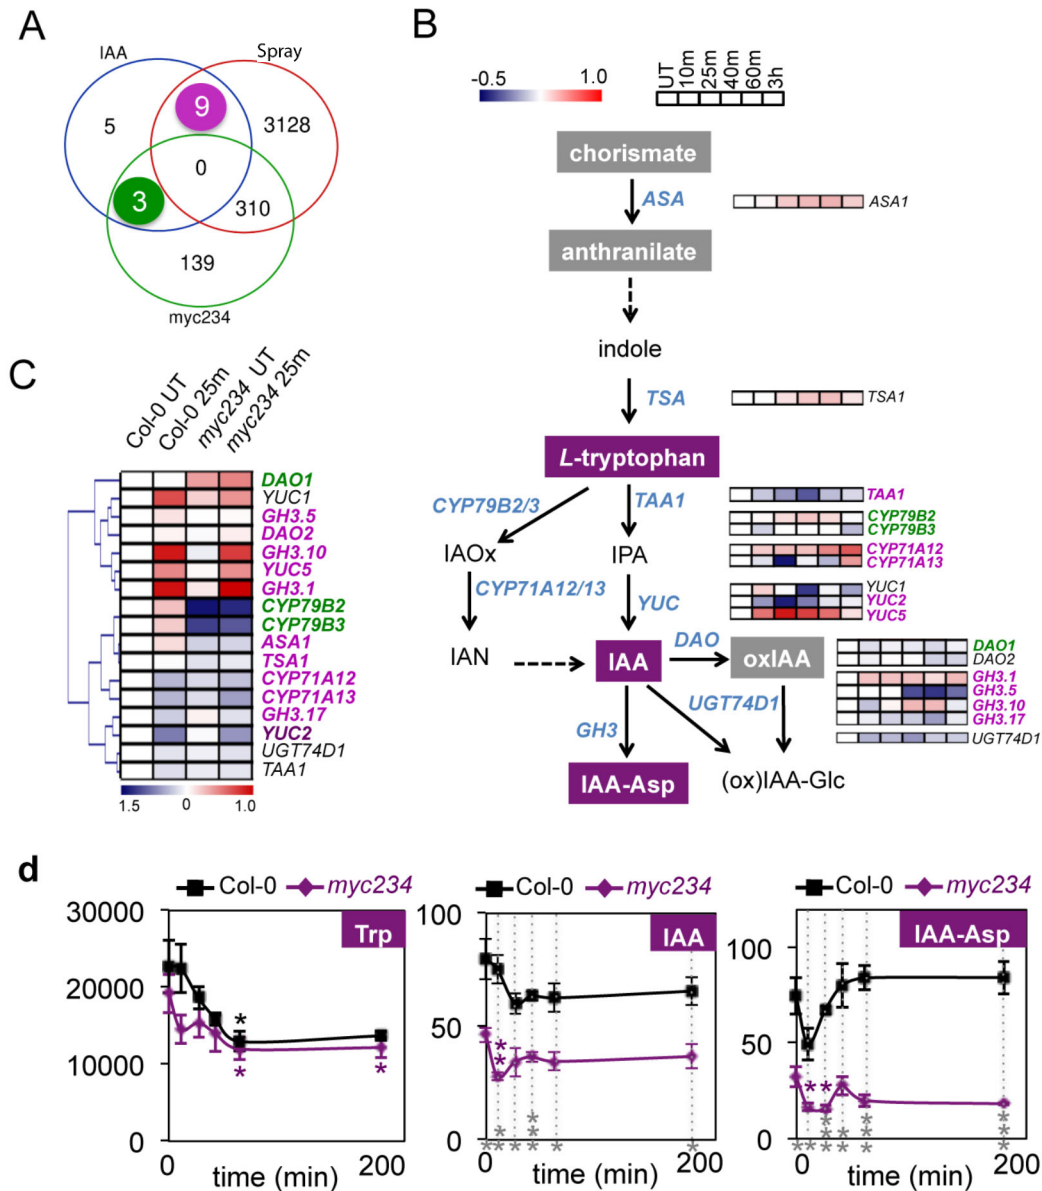 A
IAA
Spray
9
5
3128
0
3
310
139
myc234
B
-0.5
1.0
UT
10m
25m
40m
60m
3h
chorismate
ASA
ASA1
anthranilate
indole
TSA
TSA1
L-tryptophan
CYP79B2/3
TAA1
TAA1
CYP79B2
CYP79B3
IAOx
IPA
CYP71A12
CYP71A13
CYP71A12/13
YUC
YUC1
YUC2
YUC5
IAN
IAA
DAO
oxIAA
DAO1
DAO2
GH3.1
GH3.5
GH3.10
GH3.17
GH3
UGT74D1
UGT74D1
IAA-Asp
(ox)IAA-Glc
C
Col-0 UT
Col-0 25m
myc234 UT
myc234 25m
DAO1
YUC1
GH3.5
DAO2
GH3.10
YUC5
GH3.1
CYP79B2
CYP79B3
ASA1
TSA1
CYP71A12
CYP71A13
GH3.17
YUC2
UGT74D1
TAA1
1.5
0
1.0
d
Col-0 myc234
30000
Trp
20000
10000
0
*
*
*
*
0
200
time (min)
Col-0 myc234
100
IAA
50
0
*
*
* * * * * * * * *
0
200
time (min)
Col-0 myc234
IAA-Asp
100
50
0
* *
* * * * * * * * * * * *
0
200
time (min)